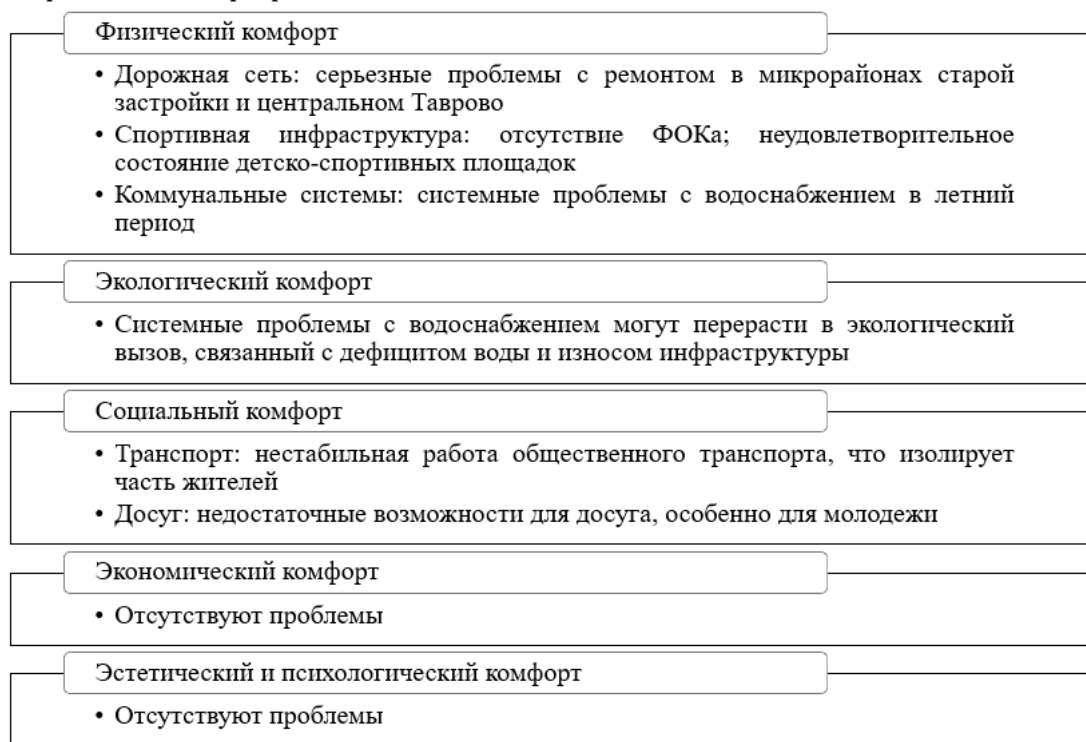 Физический комфорт
• Дорожная сеть: серьезные проблемы с ремонтом в микрорайонах старой
застройки и центральном Таврово
• Спортивная инфраструктура: отсутствие ФОКа; неудовлетворительное
состояние детско-спортивных площадок
• Коммунальные системы: системные проблемы с водоснабжением в летний
период
Экологический комфорт
• Системные проблемы с водоснабжением могут перерасти в экологический
вызов, связанный с дефицитом воды и износом инфраструктуры
Социальный комфорт
• Транспорт: нестабильная работа общественного транспорта, что изолирует
часть жителей
• Досуг: недостаточные возможности для досуга, особенно для молодежи
Экономический комфорт
• Отсутствуют проблемы
Эстетический и психологический комфорт
• Отсутствуют проблемы